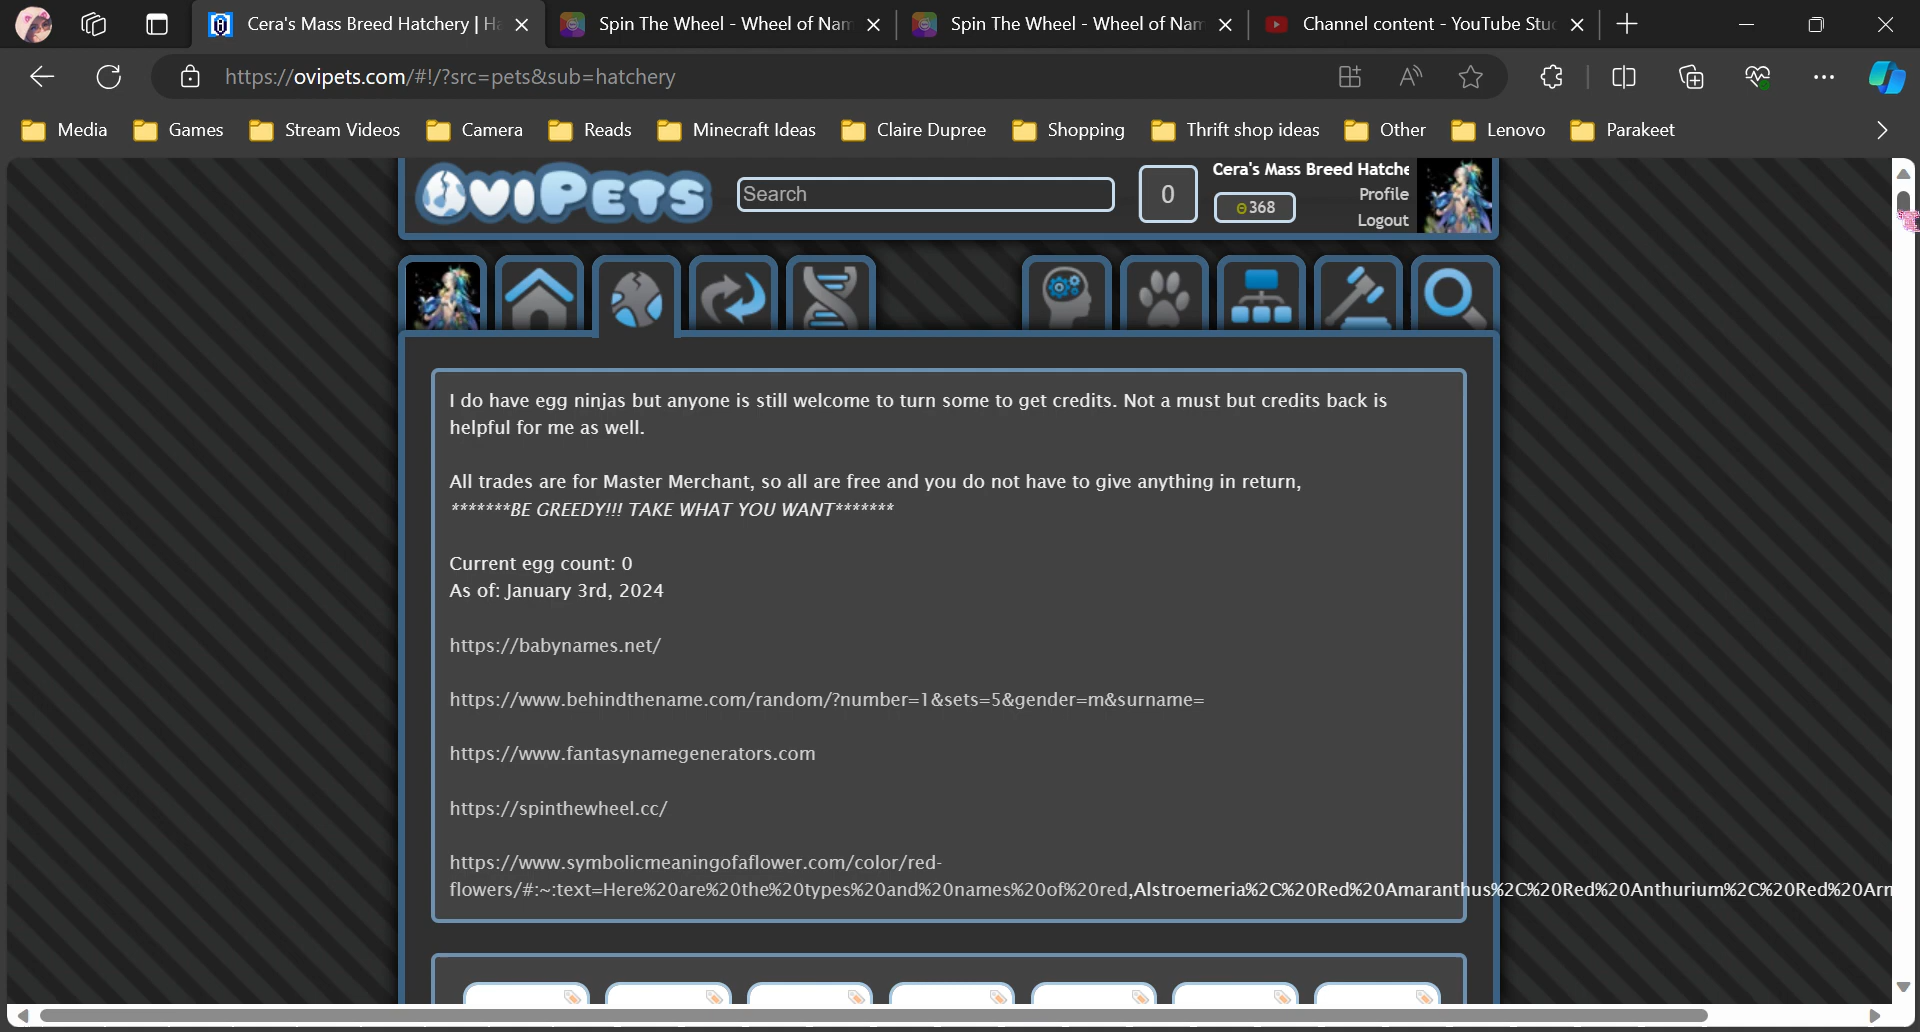 Cera's Mass Breed Hatchery | Ha
Spin The Wheel - Wheel of Nam
Spin The Wheel - Wheel of Nam
Channel content - YouTube Stu
https://ovipets.com/#!/?src=pets&sub=hatchery
Media
Games
Stream Videos
Camera
Reads
Minecraft Ideas
Claire Dupree
Shopping
Thrift shop ideas
Other
Lenovo
Parakeet
OviPets
Search
0
Cera's Mass Breed Hatche
368
Profile
Logout
I do have egg ninjas but anyone is still welcome to turn some to get credits. Not a must but credits back is
helpful for me as well.
All trades are for Master Merchant, so all are free and you do not have to give anything in return,
*******BE GREEDY!!! TAKE WHAT YOU WANT*******
Current egg count: 0
As of: January 3rd, 2024
https://babynames.net/
https://www.behindthename.com/random/?number=1&sets=5&gender=m&surname=
https://www.fantasynamegenerators.com
https://spinthewheel.cc/
https://www.symbolicmeaningofaflower.com/color/red-
flowers/#:~:text=Here%20are%20the%20types%20and%20names%20of%20red,Alstroemeria%2C%20Red%20Amaranthus%2C%20Red%20Anthurium%2C%20Red%20Arm